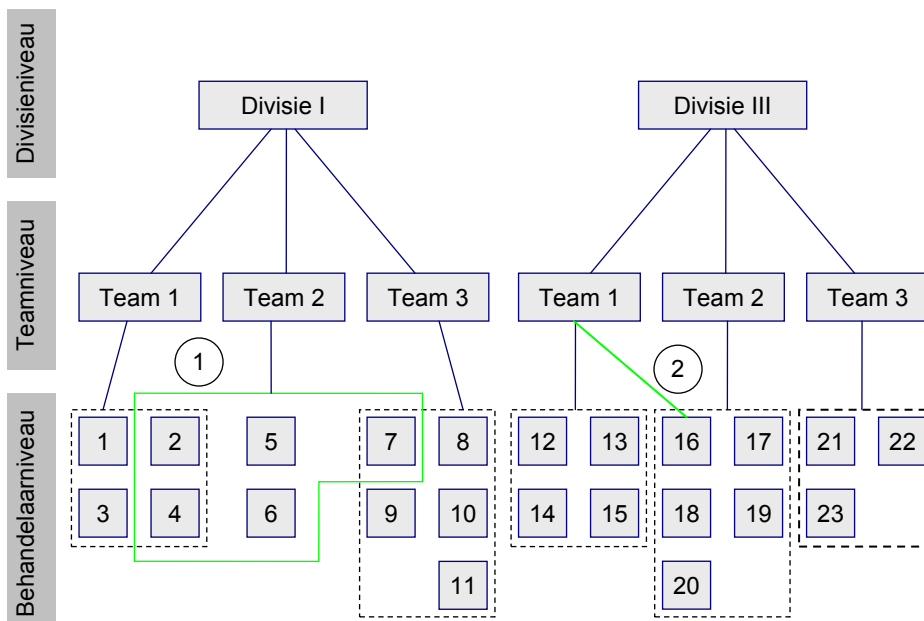 Divisieniveau
Divisie I
Divisie III
Teamniveau
Team 1
Team 2
Team 3
Team 1
Team 2
Team 3
1
2
Behandelaarniveau
1
2
5
7
8
12
13
16
17
21
22
3
4
6
9
10
14
15
18
19
23
11
20